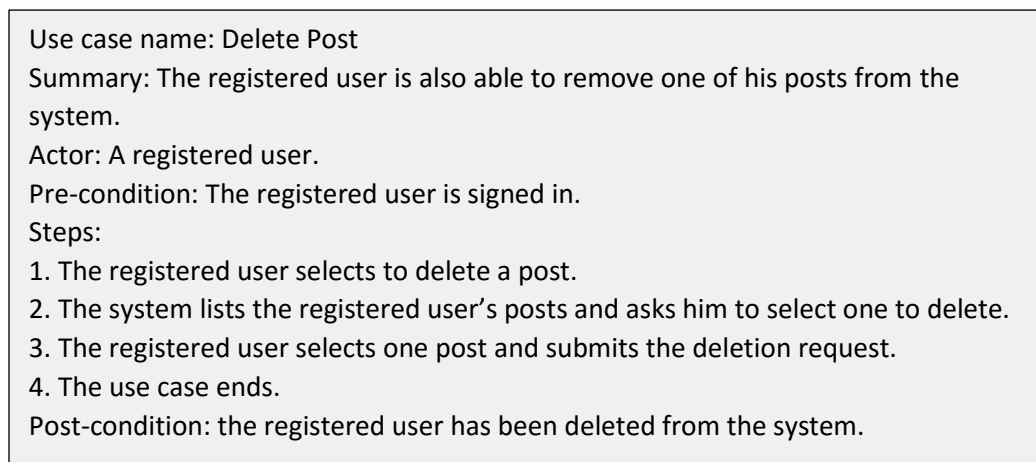 Use case name: Delete Post
Summary: The registered user is also able to remove one of his posts from the
system.
Actor: A registered user.
Pre-condition: The registered user is signed in.
Steps:
1. The registered user selects to delete a post.
2. The system lists the registered user’s posts and asks him to select one to delete.
3. The registered user selects one post and submits the deletion request.
4. The use case ends.
Post-condition: the registered user has been deleted from the system.